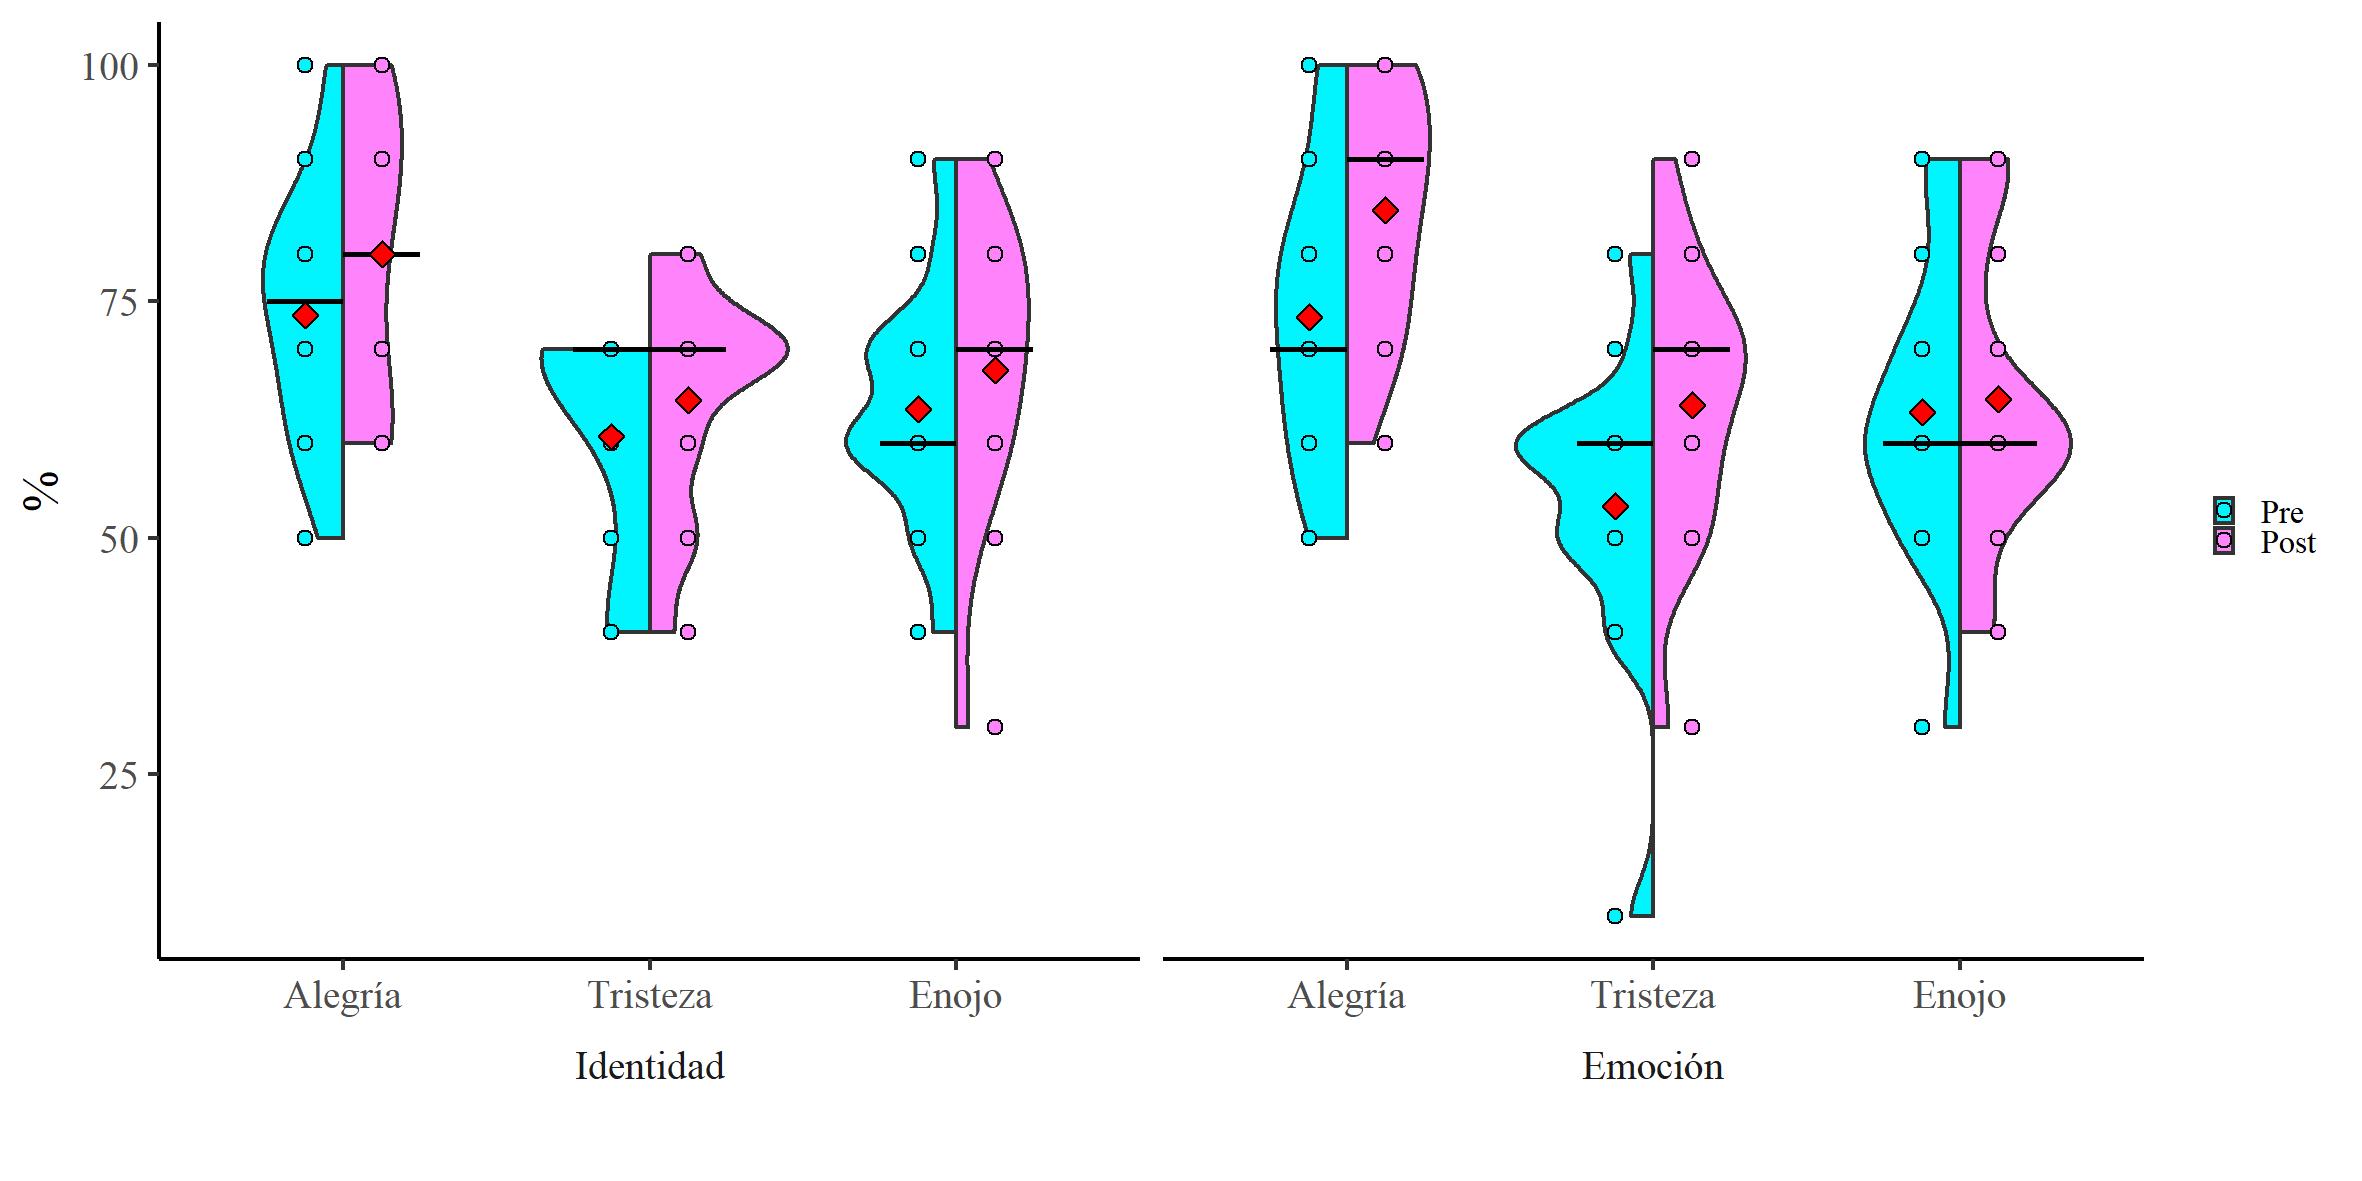 100
75
50
25
%
Alegría Tristeza Enojo Alegría Tristeza Enojo
Identidad Emoción
Pre
Post